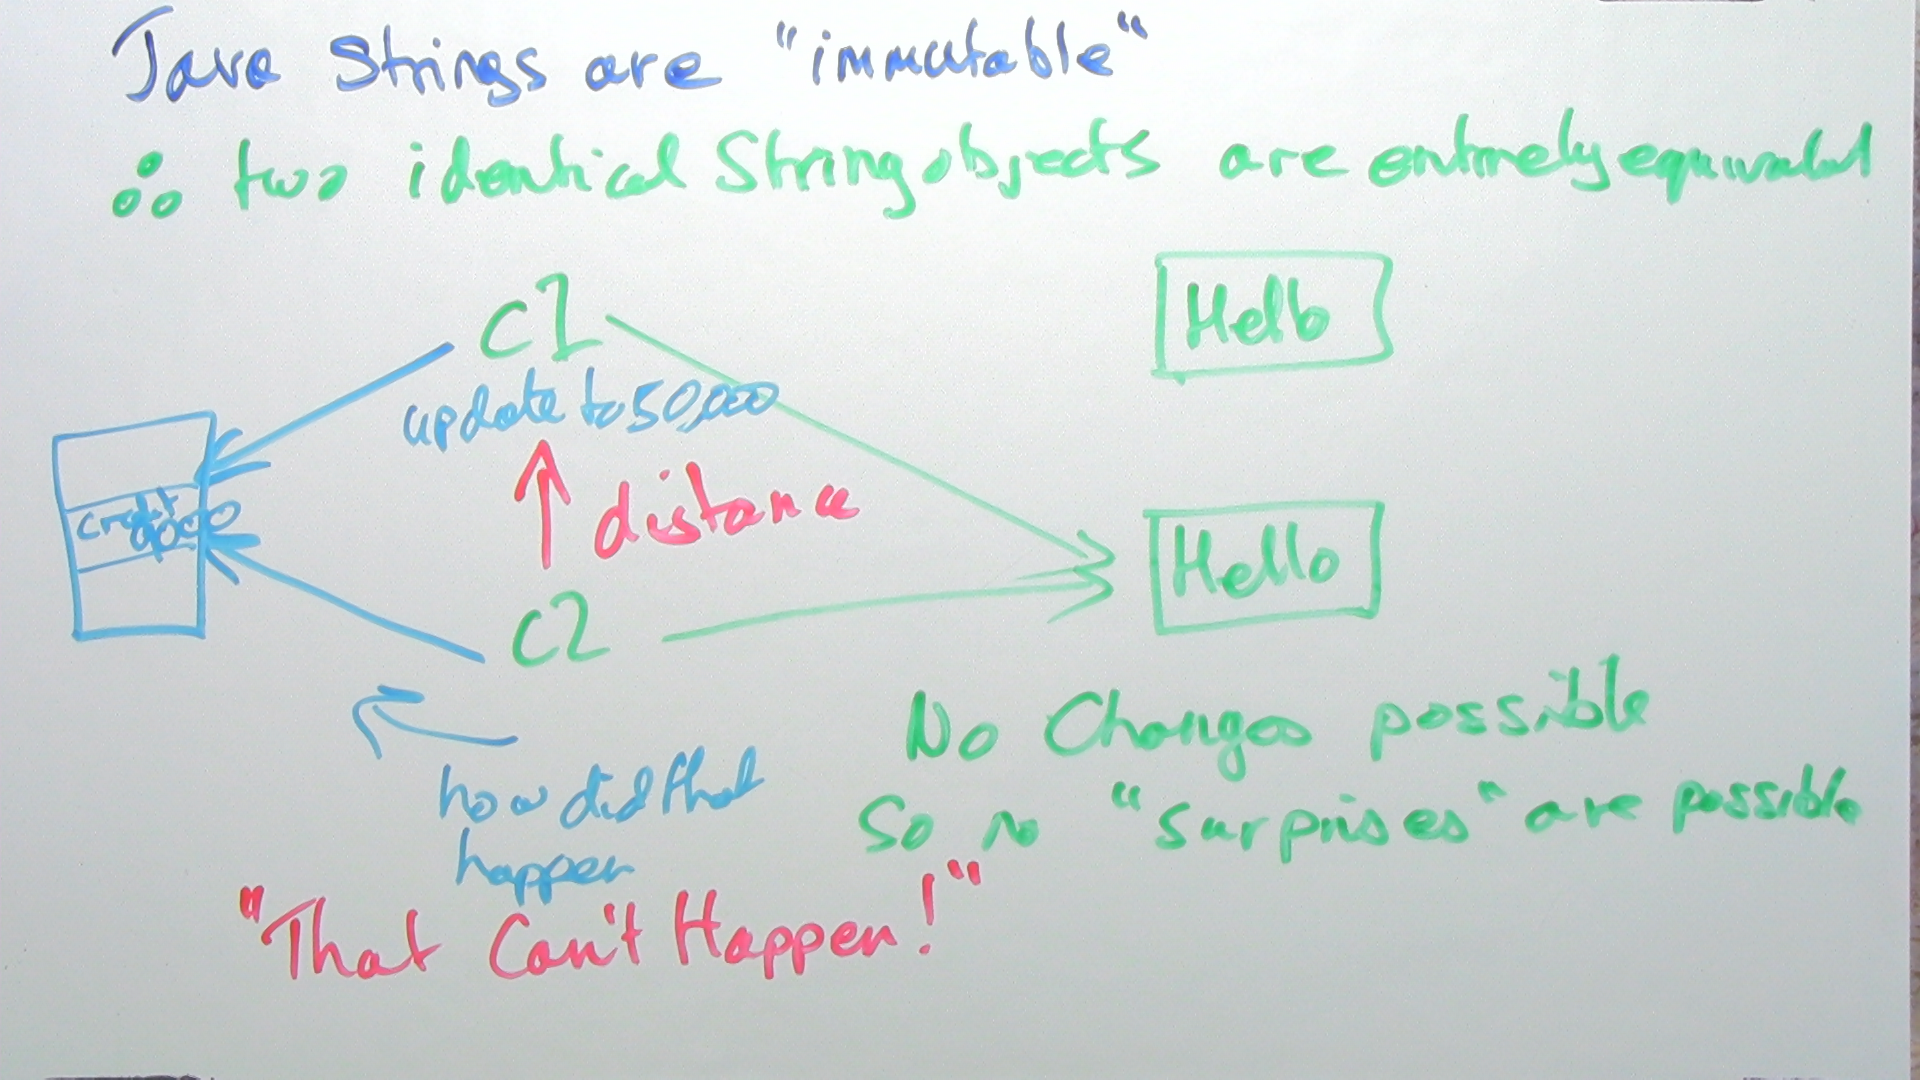 Java Strings are "immutable"
∴ two identical String objects are entirely equivalent
C1
Hello
update to 50,000
credit
distance
Hello
C2
No Changes possible
how did that
happen
So no "surprises" are possible
"That Can't Happen!"